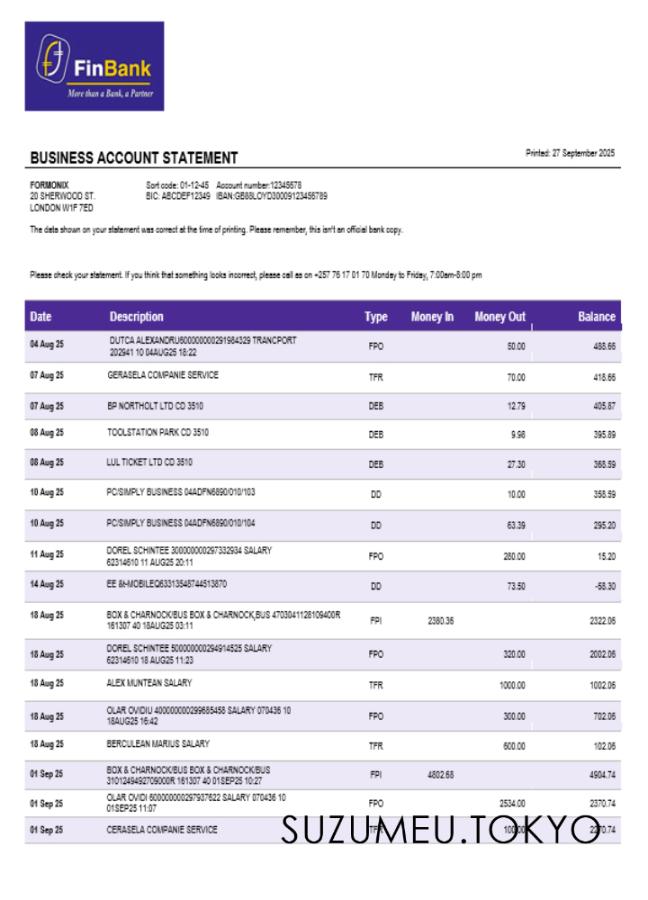 FinBank
More than a Bank, a Partner
BUSINESS ACCOUNT STATEMENT
Printed: 27 September 2025
FORMONIX
20 SHERWOOD ST.
LONDON W1F 7ED
Sort code: 01-12-45 Account number:12345678
BIC: ABCDEF12349 IBAN:GB88LOYD30009123456789
The data shown on your statement was correct at the time of printing. Please remember, this isn't an official bank copy.
Please check your statement. If you think that something looks incorrect, please call as on +257 76 17 01 70 Monday to Friday, 7:00am-8:00 pm
Date Description Type Money In Money Out Balance
04 Aug 25 DUTCA ALEXANDRU600000000291984329 TRANCPORT FPO 50.00 488.66
202941 10 04AUG25 18:22
07 Aug 25 GERASELA COMPANIE SERVICE TFR 70.00 418.66
07 Aug 25 BP NORTHOLT LTD CD 3510 DEB 12.79 405.87
08 Aug 25 TOOLSTATION PARK CD 3510 DEB 9.98 395.89
08 Aug 25 LUL TICKET LTD CD 3510 DEB 27.30 368.59
10 Aug 25 PC/SIMPLY BUSINESS 04ADFN6890/010/103 DD 10.00 358.59
10 Aug 25 PC/SIMPLY BUSINESS 04ADFN6890/010/104 DD 63.39 295.20
11 Aug 25 DOREL SCHINTEE 300000000297332934 SALARY FPO 280.00 15.20
62314610 11 AUG25 20:11
14 Aug 25 EE &t-MOBILEQ63313548744513870 DD 73.50 -58.30
18 Aug 25 BOX & CHARNOCK/BUS BOX & CHARNOCK,BUS 4703041128109400R FPI 2380.36 2322.06
161307 40 18AUG25 03:11
18 Aug 25 DOREL SCHINTEE 500000000294914525 SALARY FPO 320.00 2002.06
62314610 18 AUG25 11:23
18 Aug 25 ALEX MUNTEAN SALARY TFR 1000.00 1002.06
18 Aug 25 OLAR OVIDIU 400000000299685458 SALARY 070436 10 FPO 300.00 702.06
18AUG25 16:42
18 Aug 25 BERCULEAN MARIUS SALARY TFR 600.00 102.06
01 Sep 25 BOX & CHARNOCK/BUS BOX & CHARNOCK/BUS FPI 4802.68 4904.74
3101249492709000R 161307 40 01SEP25 10:27
01 Sep 25 OLAR OVIDI 600000000297937622 SALARY 070436 10 FPO 2534.00 2370.74
01SEP25 11:07
01 Sep 25 CERASELA COMPANIE SERVICE TFR 100.00 2270.74
SUZUMEU.TOKYO